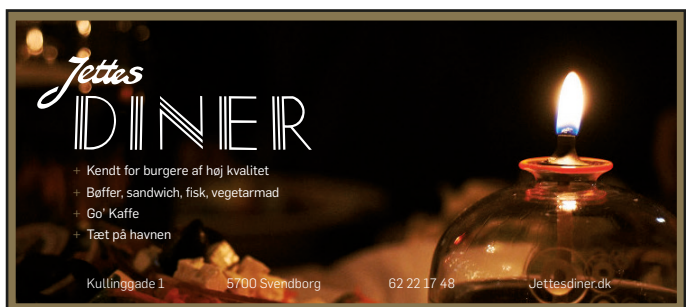 Jettes
DINER
+ Kendt for burgere af høj kvalitet
+ Bøffer, sandwich, fisk, vegetarmad
+ Go' Kaffe
+ Tæt på havnen
Kullinggade 1 5700 Svendborg 62 22 17 48 Jettesdiner.dk